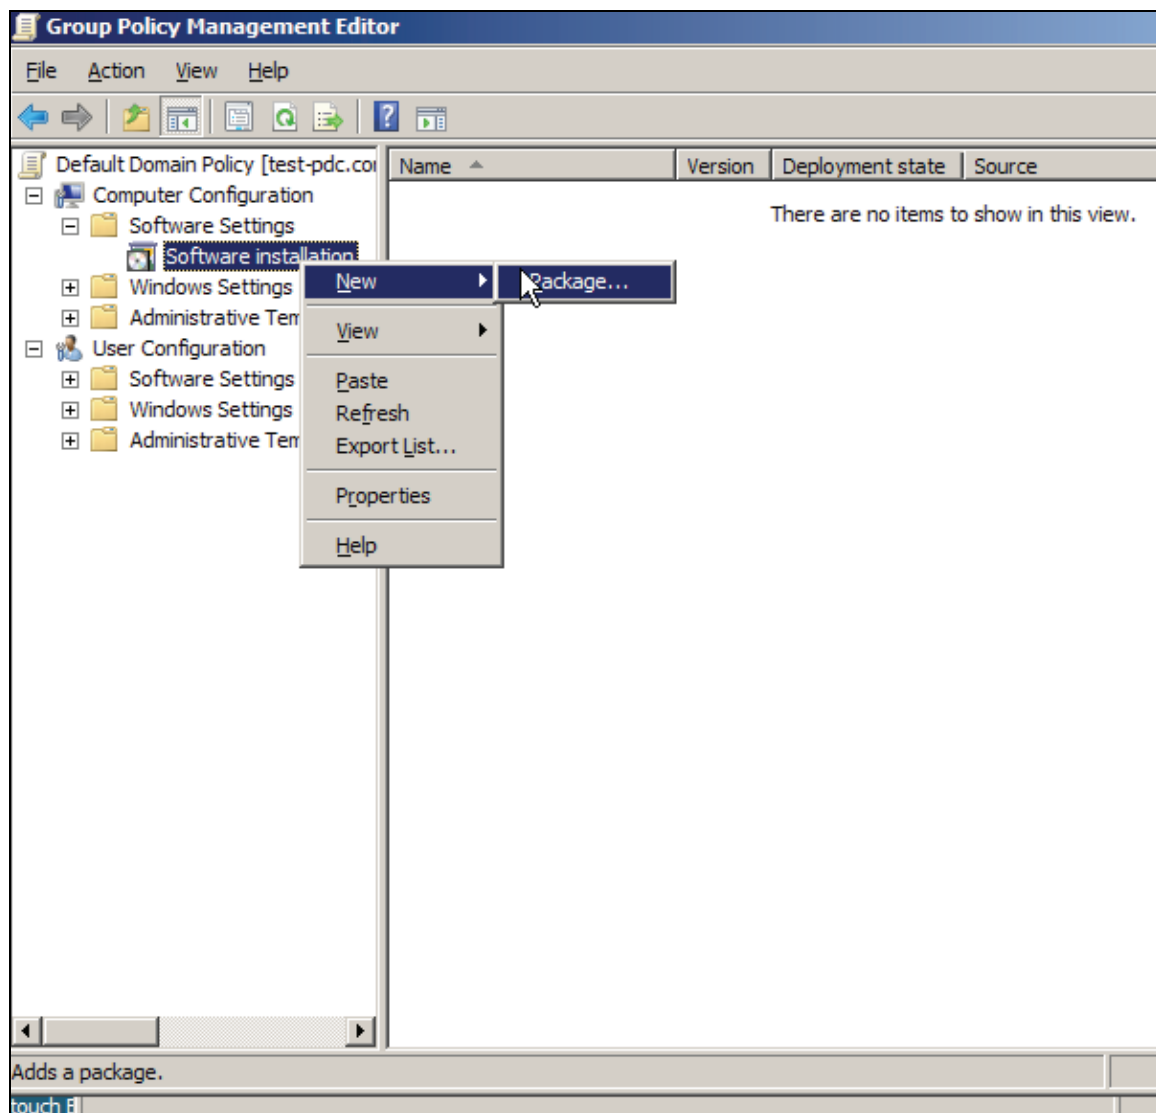 Group Policy Management Editor
File Action View Help
Default Domain Policy [test-pdc.co
Name Version Deployment state Source
Computer Configuration
There are no items to show in this view.
Software Settings
Software installation
New Package...
Windows Settings
Administrative Tem
View
User Configuration
Software Settings
Paste
Windows Settings
Refresh
Administrative Tem
Export List...
Properties
Help
Adds a package.
touch E